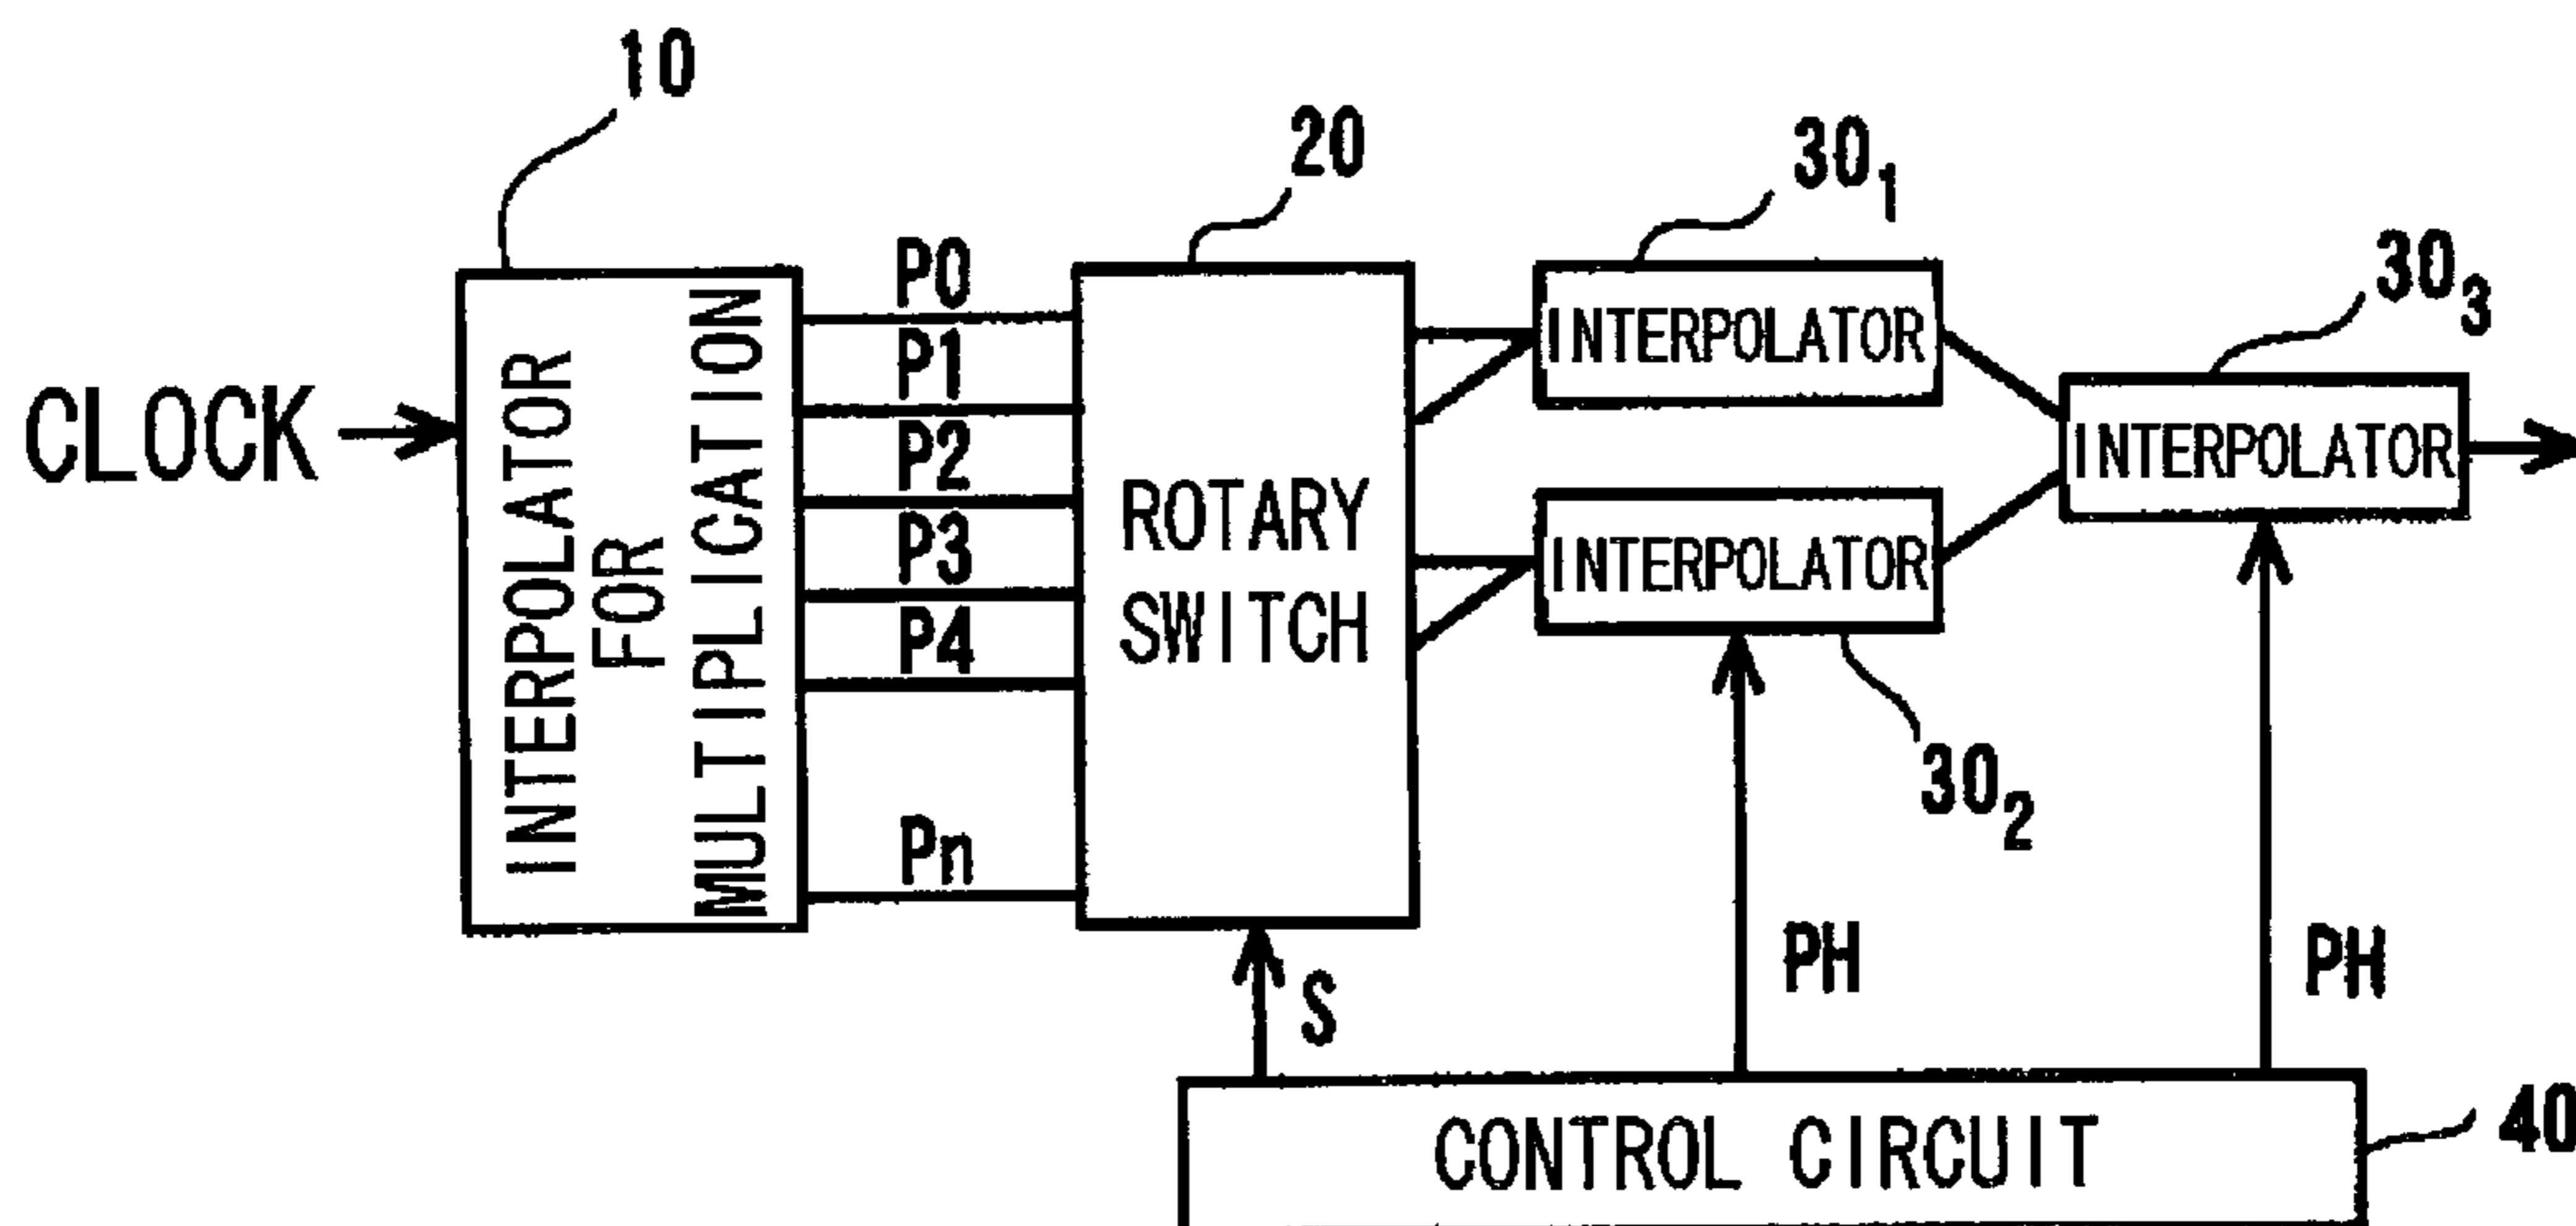 10
20
30₁
30₃
CLOCK
INTERPOLATOR
FOR
MULTIPLICATION
P0
P1
P2
P3
P4
Pn
ROTARY
SWITCH
INTERPOLATOR
INTERPOLATOR
INTERPOLATOR
30₂
S
PH
PH
CONTROL CIRCUIT
40